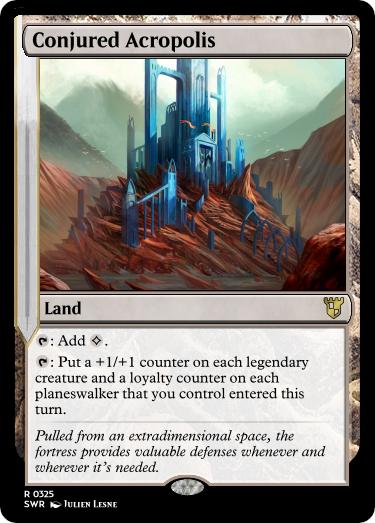 Conjured Acropolis
Land
: Add .
: Put a +1/+1 counter on each legendary
creature and a loyalty counter on each
planeswalker that you control entered this
turn.
Pulled from an extradimensional space, the
fortress provides valuable defenses whenever and
wherever it's needed.
R 0325
SWR Julien Lesne